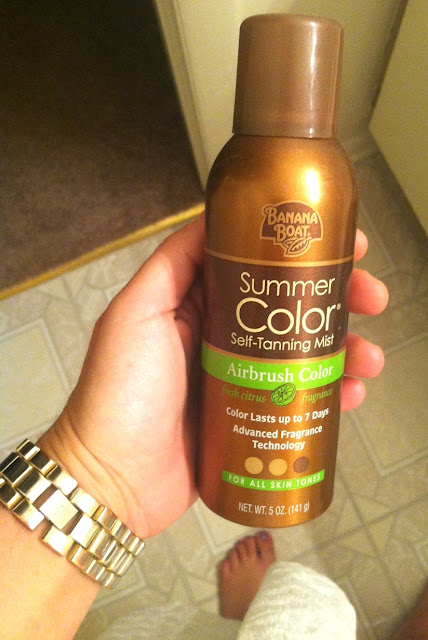 BANANA
BOAT®
Summer
Color®
Self-Tanning Mist
Airbrush Color
fresh citrus fragrance
Color Lasts up to 7 Days
Advanced Fragrance
Technology
FOR ALL SKIN TONES
NET. WT. 5 OZ. (141 g)